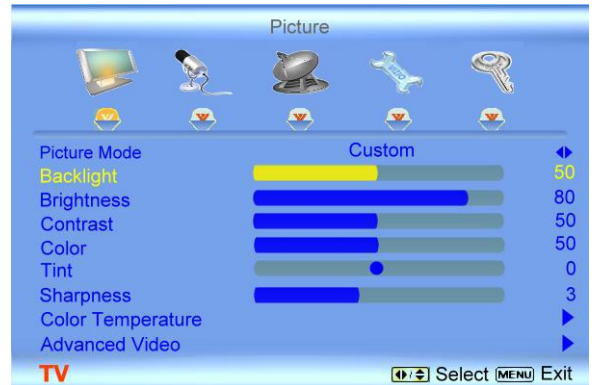 Picture
Picture Mode Custom
Backlight 50
Brightness 80
Contrast 50
Color 50
Tint 0
Sharpness 3
Color Temperature
Advanced Video
TV Select MENU Exit